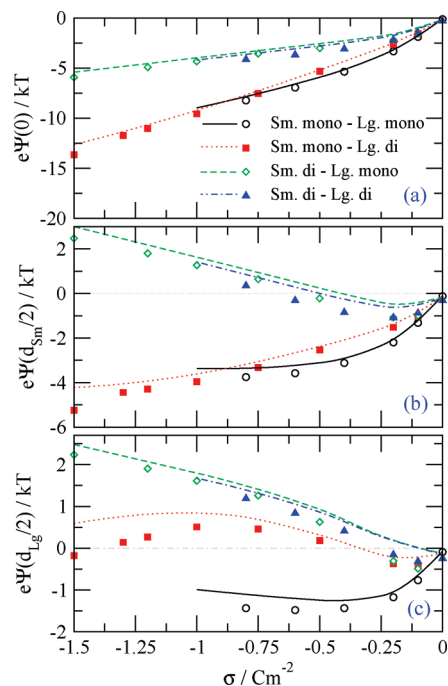 0
-5
-10
-15
-20
eΨ(0) / kT
Sm. mono - Lg. mono
Sm. mono - Lg. di
Sm. di - Lg. mono
Sm. di - Lg. di
(a)
2
0
-2
-4
-6
eΨ(d_Sm/2) / kT
(b)
2
1
0
-1
-2
eΨ(d_Lg/2) / kT
(c)
-1.5 -1.25 -1 -0.75 -0.5 -0.25 0
σ / Cm⁻²